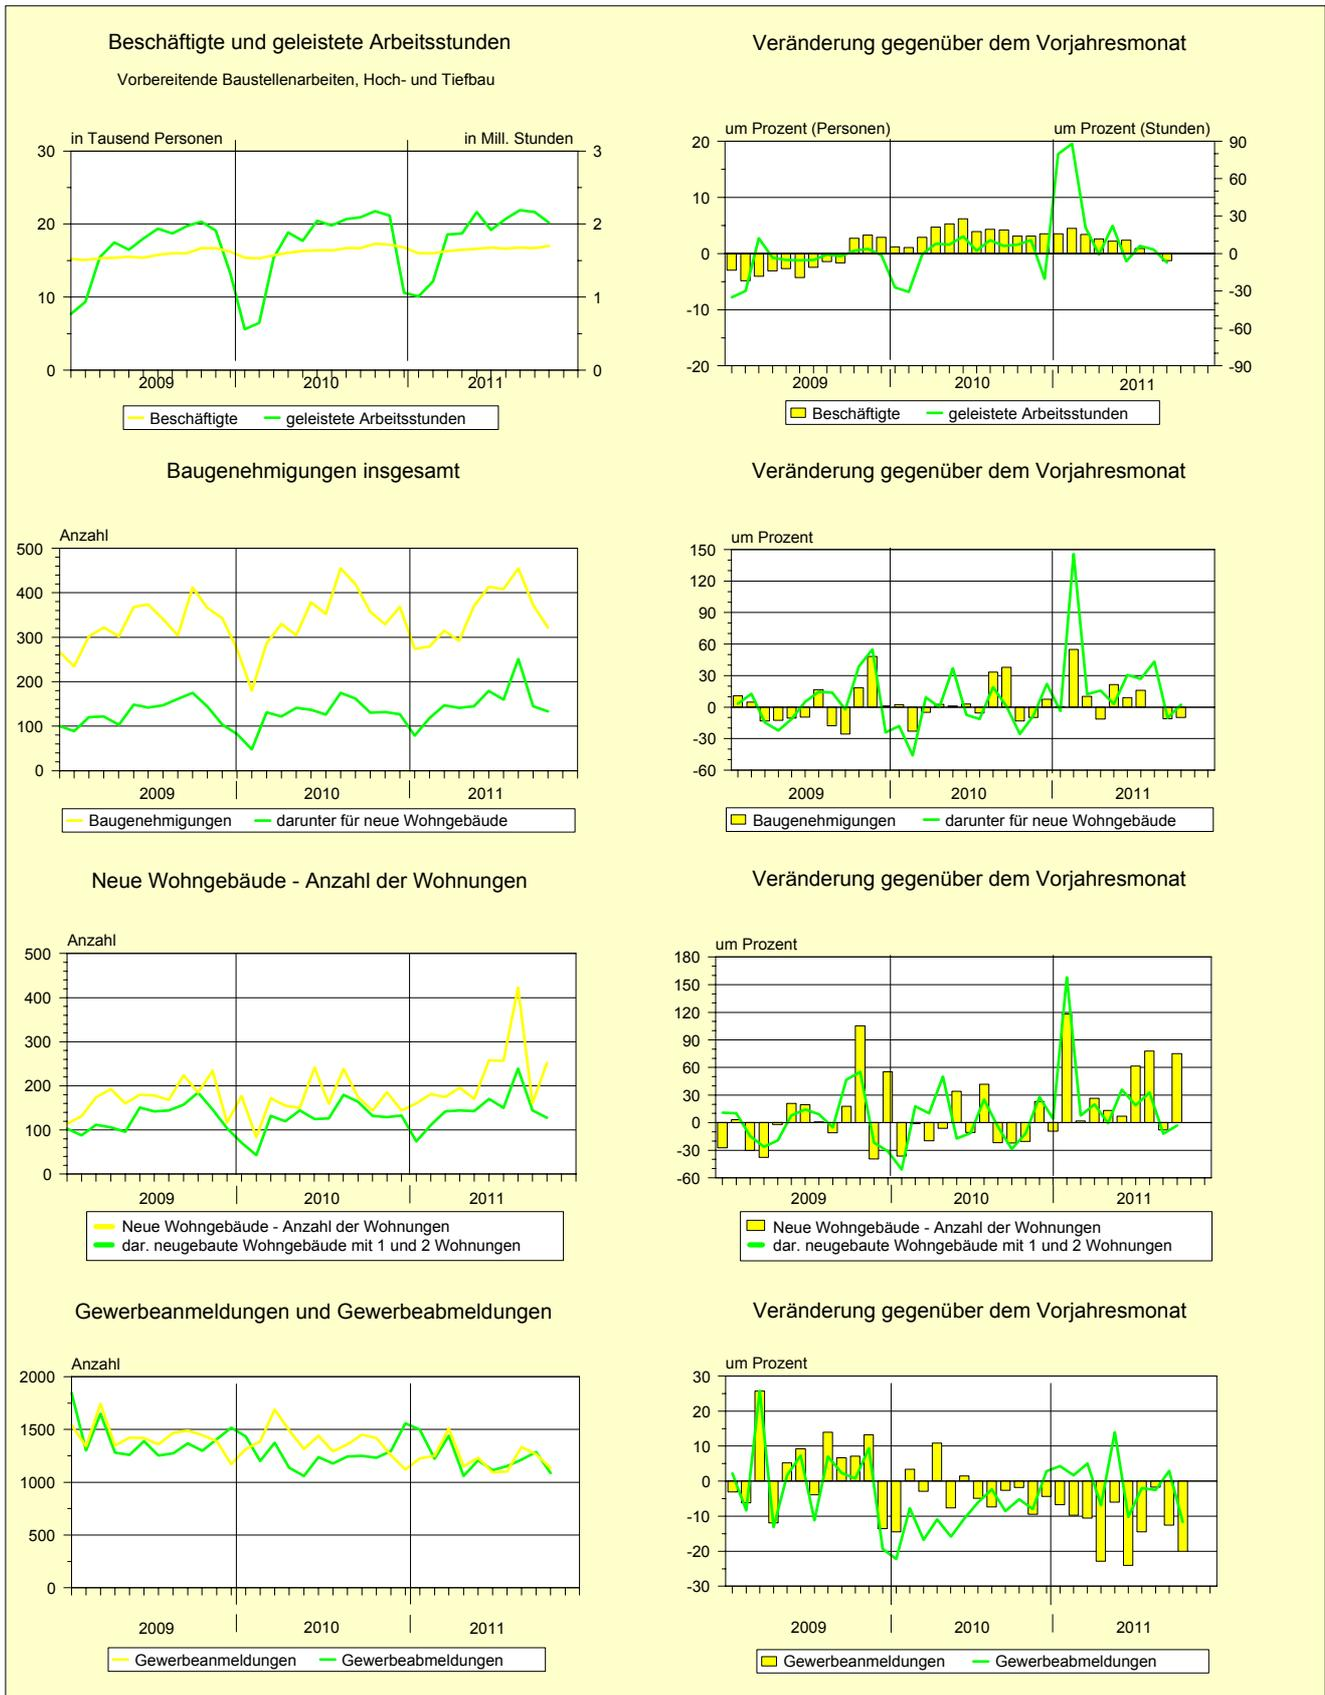 Beschäftigte und geleistete Arbeitsstunden
Vorbereitende Baustellenarbeiten, Hoch- und Tiefbau
in Tausend Personen in Mill. Stunden
30 3
20 2
10 1
0 0
2009 2010 2011
Beschäftigte geleistete Arbeitsstunden
Veränderung gegenüber dem Vorjahresmonat
um Prozent (Personen) um Prozent (Stunden)
20 90
60
10
30
0 0
-30
-10
-60
-20 -90
2009 2010 2011
Beschäftigte geleistete Arbeitsstunden
Baugenehmigungen insgesamt
Anzahl
500
400
300
200
100
0
2009 2010 2011
Baugenehmigungen darunter für neue Wohngebäude
Veränderung gegenüber dem Vorjahresmonat
um Prozent
150
120
90
60
30
0
-30
-60
2009 2010 2011
Baugenehmigungen darunter für neue Wohngebäude
Neue Wohngebäude - Anzahl der Wohnungen
Anzahl
500
400
300
200
100
0
2009 2010 2011
Neue Wohngebäude - Anzahl der Wohnungen
dar. neugebaute Wohngebäude mit 1 und 2 Wohnungen
Veränderung gegenüber dem Vorjahresmonat
um Prozent
180
150
120
90
60
30
0
-30
-60
2009 2010 2011
Neue Wohngebäude - Anzahl der Wohnungen
dar. neugebaute Wohngebäude mit 1 und 2 Wohnungen
Gewerbeanmeldungen und Gewerbeabmeldungen
Anzahl
2000
1500
1000
500
0
2009 2010 2011
Gewerbeanmeldungen Gewerbeabmeldungen
Veränderung gegenüber dem Vorjahresmonat
um Prozent
30
20
10
0
-10
-20
-30
2009 2010 2011
Gewerbeanmeldungen Gewerbeabmeldungen